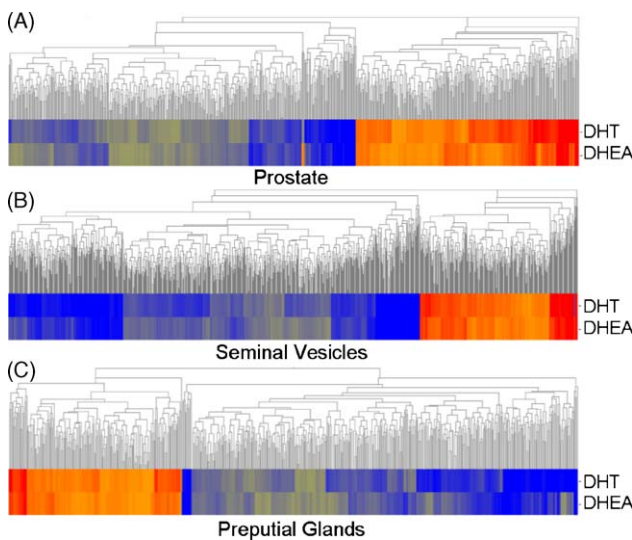 (A)
DHT
DHEA
Prostate
(B)
DHT
DHEA
Seminal Vesicles
(C)
DHT
DHEA
Preputial Glands